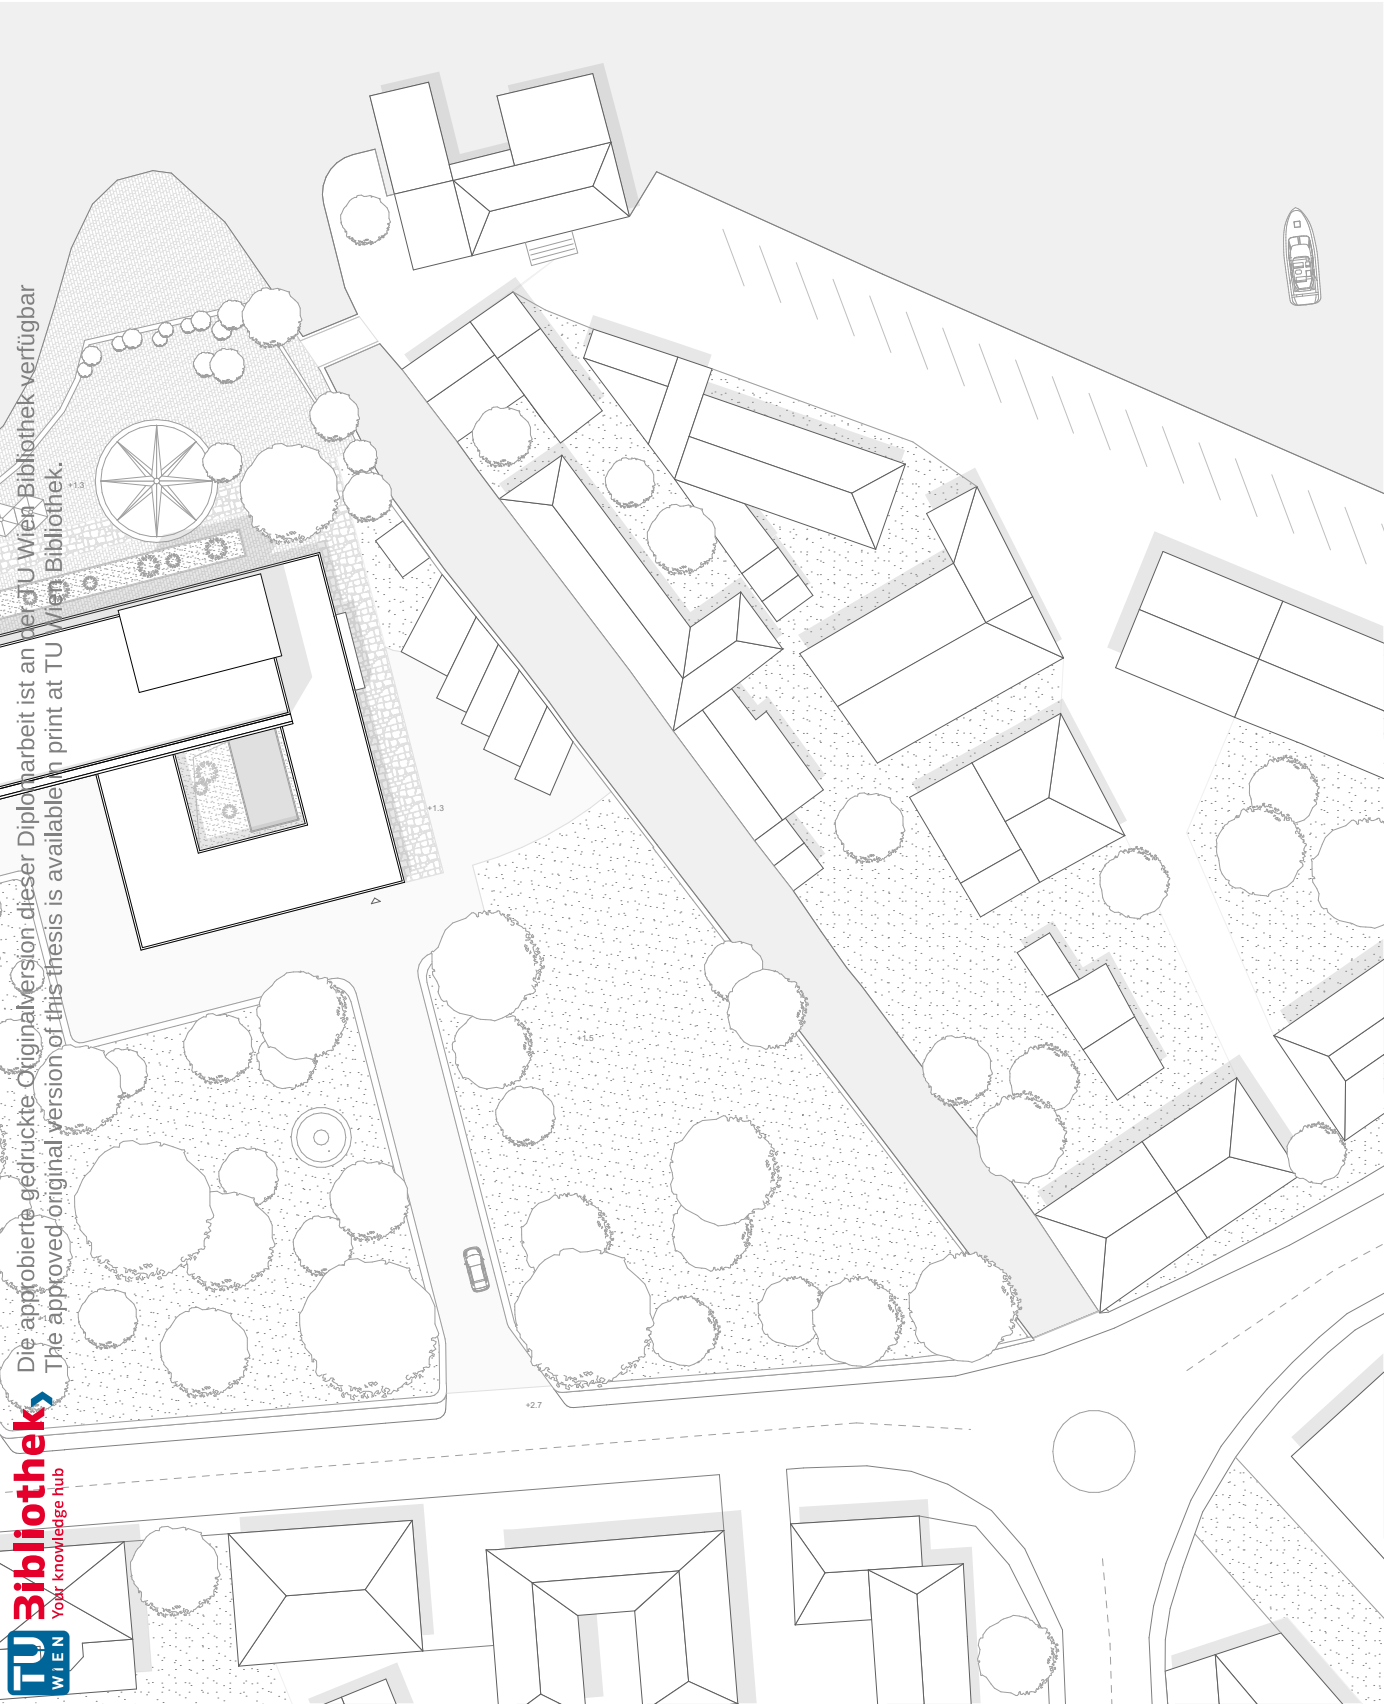 +1.3
+1.3
+1.5
+2.7
Die approbierte gedruckte Originalversion dieser Diplomarbeit ist an der TU Wien Bibliothek verfügbar
The approved original version of this thesis is available in print at TU Wien Bibliothek.
TU WIEN Bibliothek
Your knowledge hub